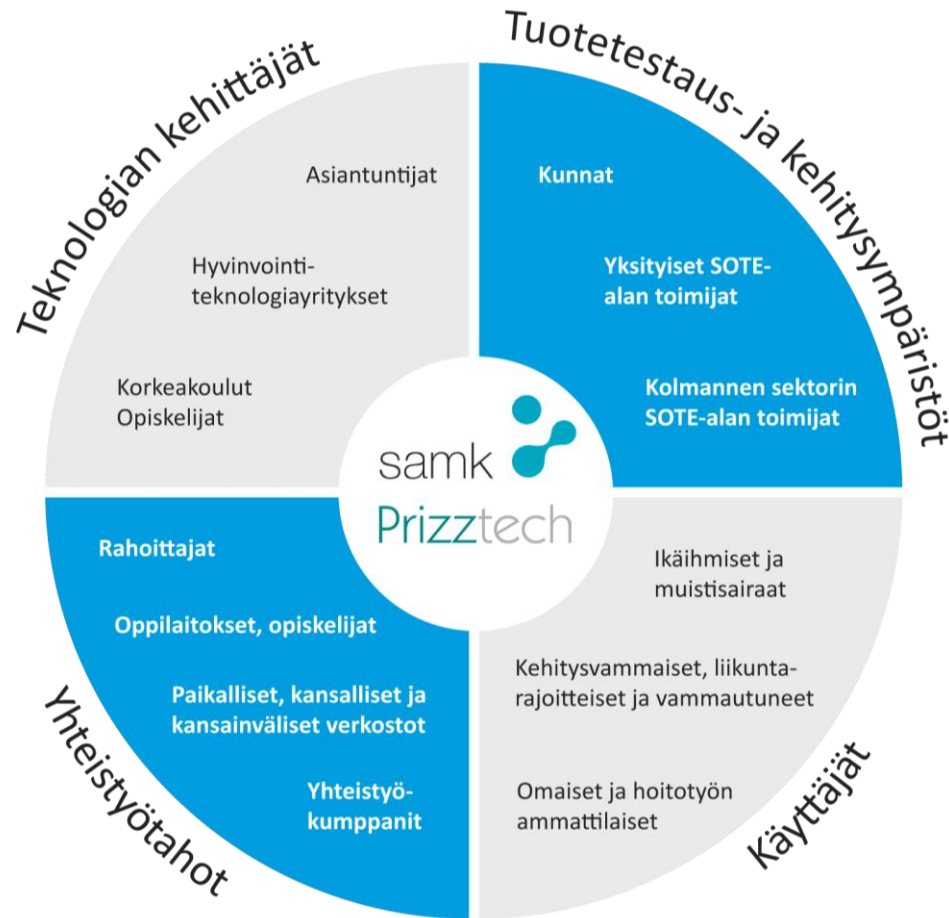 Teknologian kehittäjät
Asiantuntijat
Hyvinvointi-
teknologiayritykset
Korkeakoulut
Opiskelijat
Tuotetestaus- ja kehitysympäristöt
Kunnat
Yksityiset SOTE-
alan toimijat
Kolmannen sektorin
SOTE-alan toimijat
samk
Prizztech
Rahoittajat
Oppilaitokset, opiskelijat
Paikalliset, kansalliset ja
kansainväliset verkostot
Yhteistyö-
kumppanit
Yhteistyötahot
Ikäihmiset ja
muistisairaat
Kehitysvammaiset, liikunta-
rajoitteiset ja vammautuneet
Omaiset ja hoitotyön
ammattilaiset
Käyttäjät